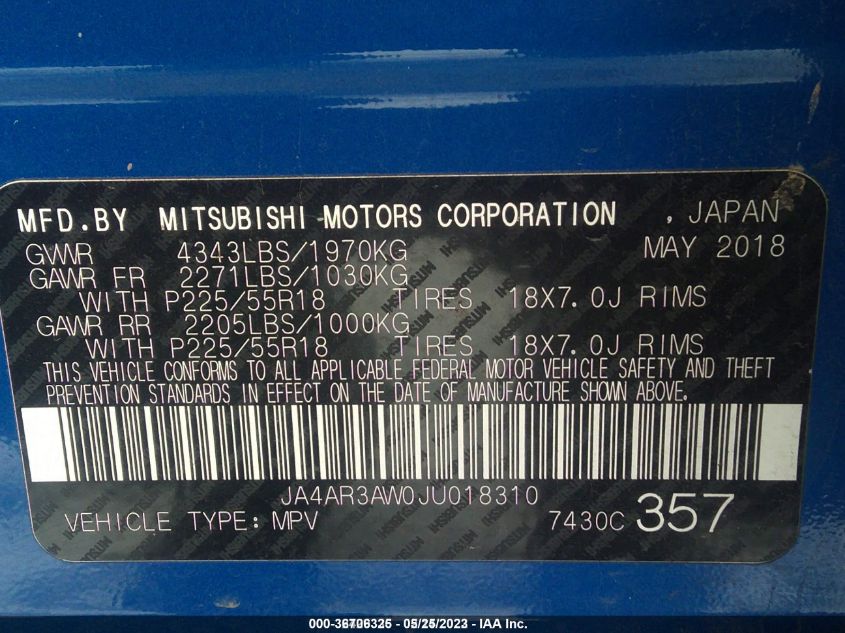 MFD.BY MITSUBISHI MOTORS CORPORATION , JAPAN
GVWR 4343LBS/1970KG MAY 2018
GAWR FR 2271LBS/1030KG
WITH P225/55R18 TIRES 18X7.0J RIMS
GAWR RR 2205LBS/1000KG
WITH P225/55R18 TIRES 18X7.0J RIMS
THIS VEHICLE CONFORMS TO ALL APPLICABLE FEDERAL MOTOR VEHICLE SAFETY AND THEFT
PREVENTION STANDARDS IN EFFECT ON THE DATE OF MANUFACTURE SHOWN ABOVE.
JA4AR3AW0JU018310
VEHICLE TYPE: MPV 7430C 357
- IAA Inc.